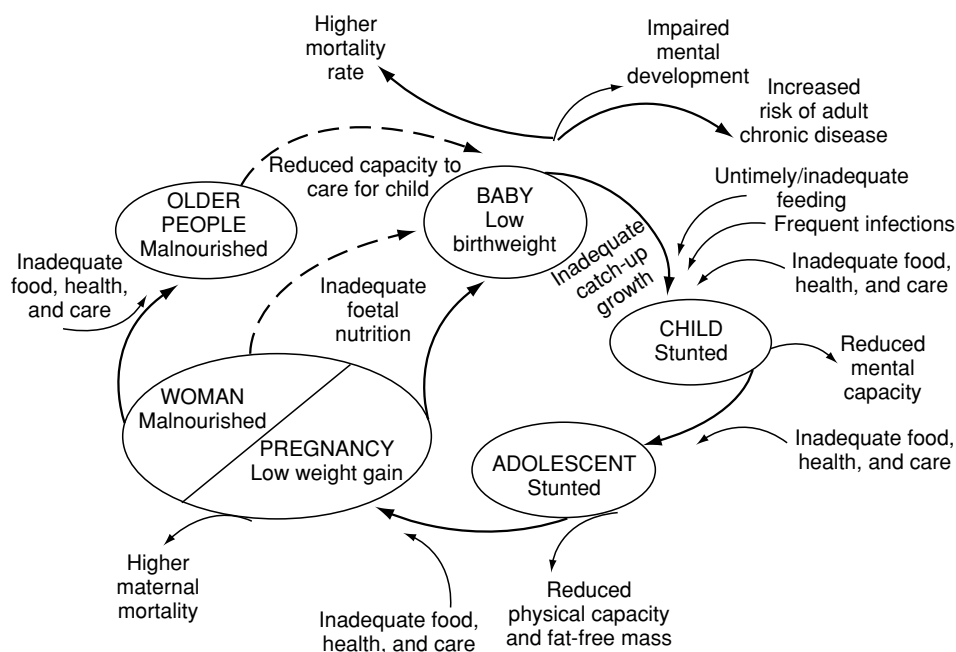 Higher
mortality
rate
Impaired
mental
development
Increased
risk of adult
chronic disease
Reduced capacity to
care for child
OLDER
PEOPLE
Malnourished
BABY
Low
birthweight
Untimely/inadequate
feeding
Frequent infections
Inadequate food,
health, and care
Inadequate
catch-up
growth
Inadequate
food, health,
and care
Inadequate
foetal
nutrition
CHILD
Stunted
Reduced
mental
capacity
WOMAN
Malnourished
PREGNANCY
Low weight gain
ADOLESCENT
Stunted
Inadequate food,
health, and care
Higher
maternal
mortality
Inadequate food,
health, and care
Reduced
physical capacity
and fat-free mass